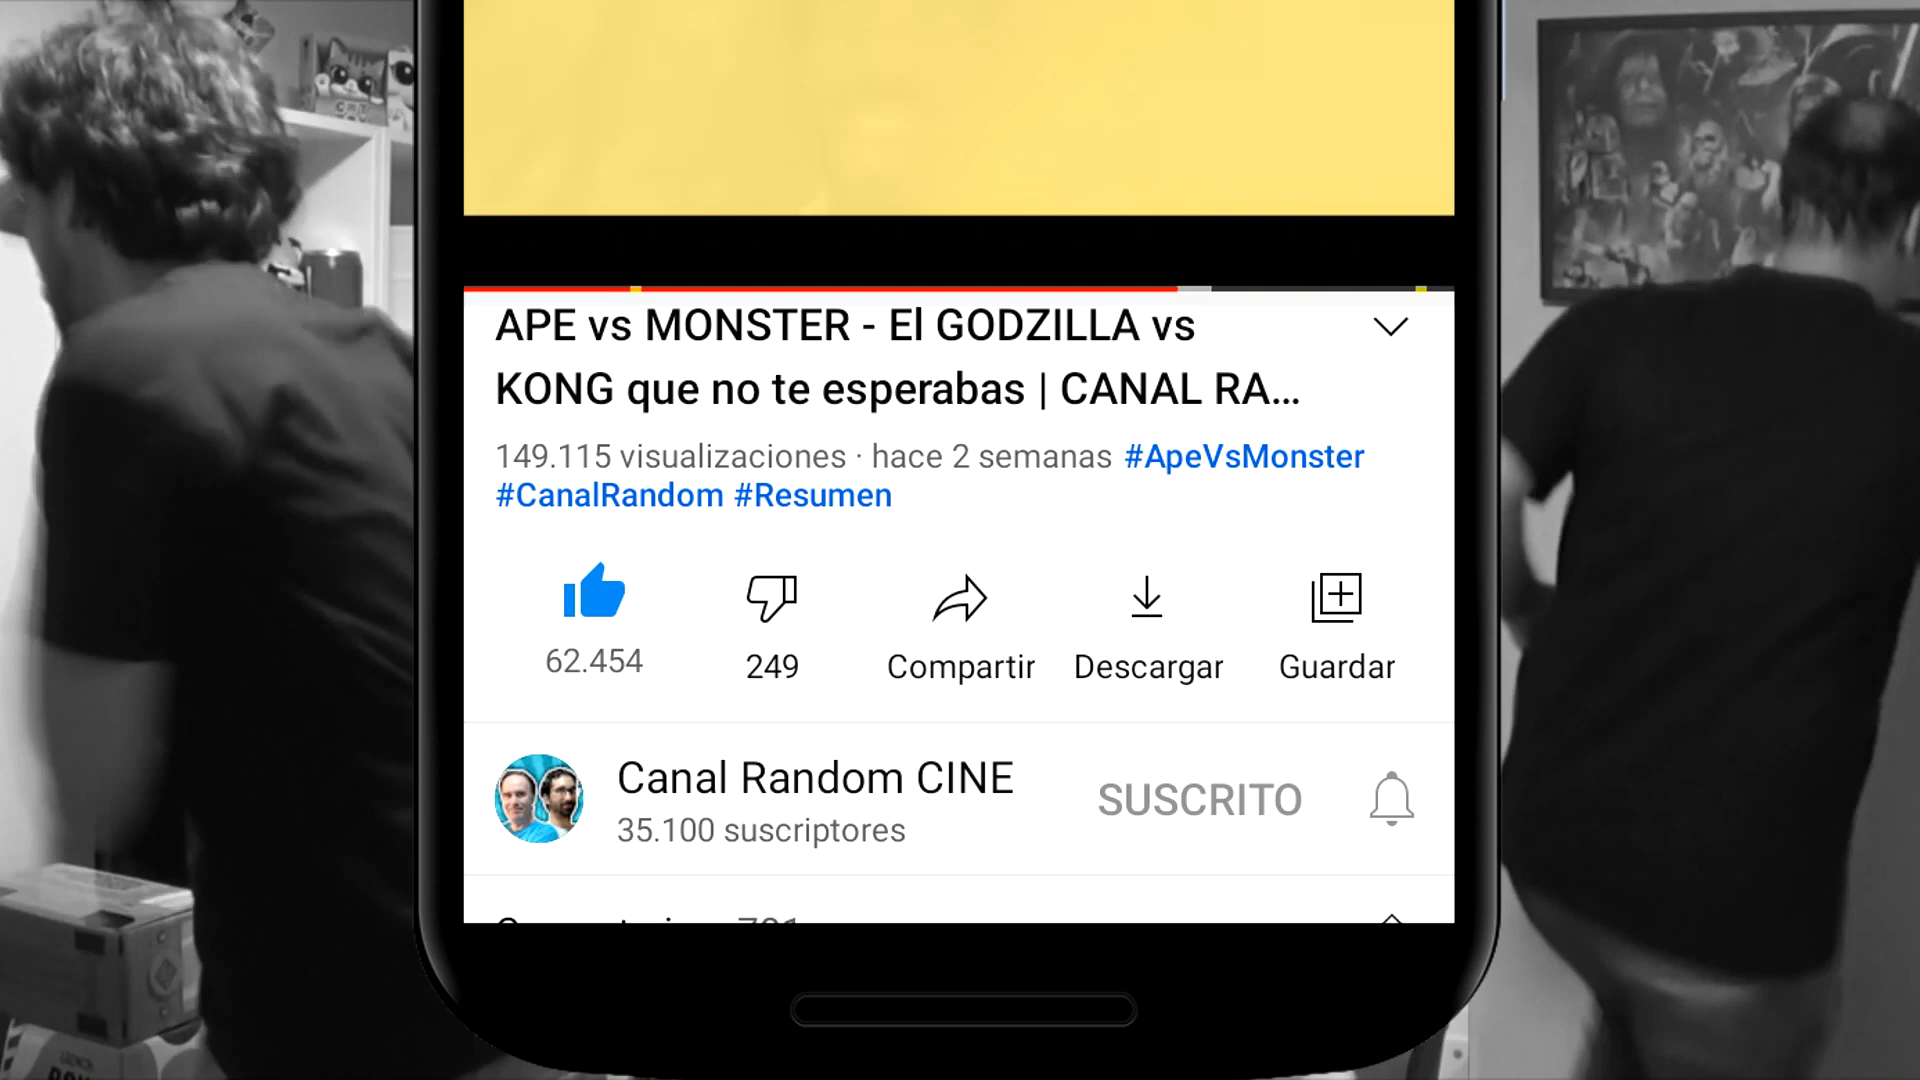 APE vs MONSTER - El GODZILLA vs
KONG que no te esperabas | CANAL RA...
149.115 visualizaciones · hace 2 semanas #ApeVsMonster
#CanalRandom #Resumen
62.454
249
Compartir
Descargar
Guardar
Canal Random CINE
35.100 suscriptores
SUSCRITO